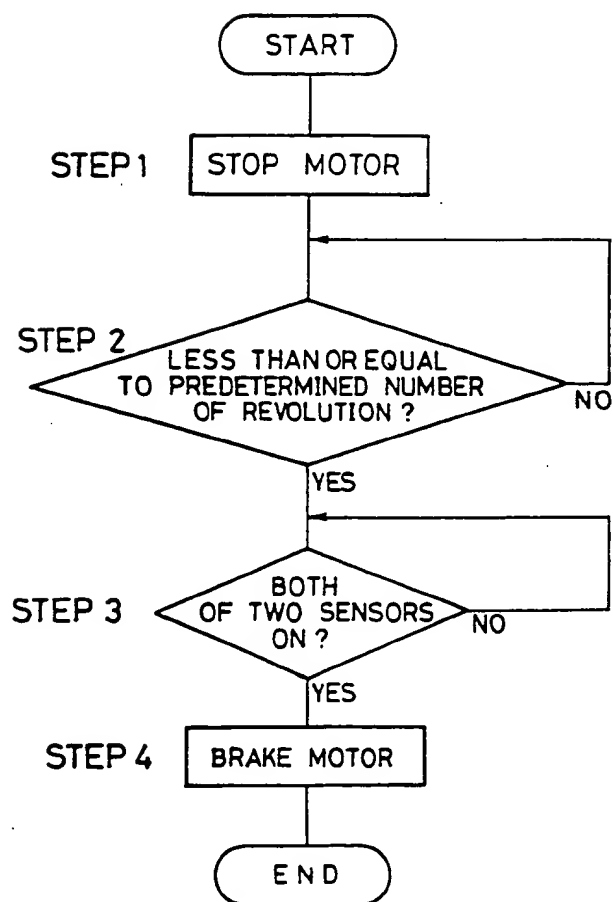 START
STEP 1
STOP MOTOR
STEP 2
LESS THAN OR EQUAL
TO PREDETERMINED NUMBER
OF REVOLUTION ?
NO
YES
STEP 3
BOTH
OF TWO SENSORS
ON ?
NO
YES
STEP 4
BRAKE MOTOR
END